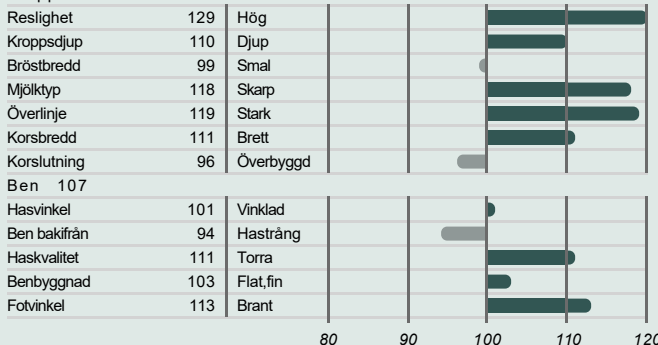 Reslighet 129 Hög
Kroppsdjup 110 Djup
Bröstbredd 99 Smal
Mjölktyp 118 Skarp
Överlinje 119 Stark
Korsbredd 111 Brett
Korslutning 96 Överbyggd
Ben 107
Hasvinkel 101 Vinklad
Ben bakifrån 94 Hastrång
Haskvalitet 111 Torra
Benbyggnad 103 Flat,fin
Fotvinkel 113 Brant
80 90 100 110 120